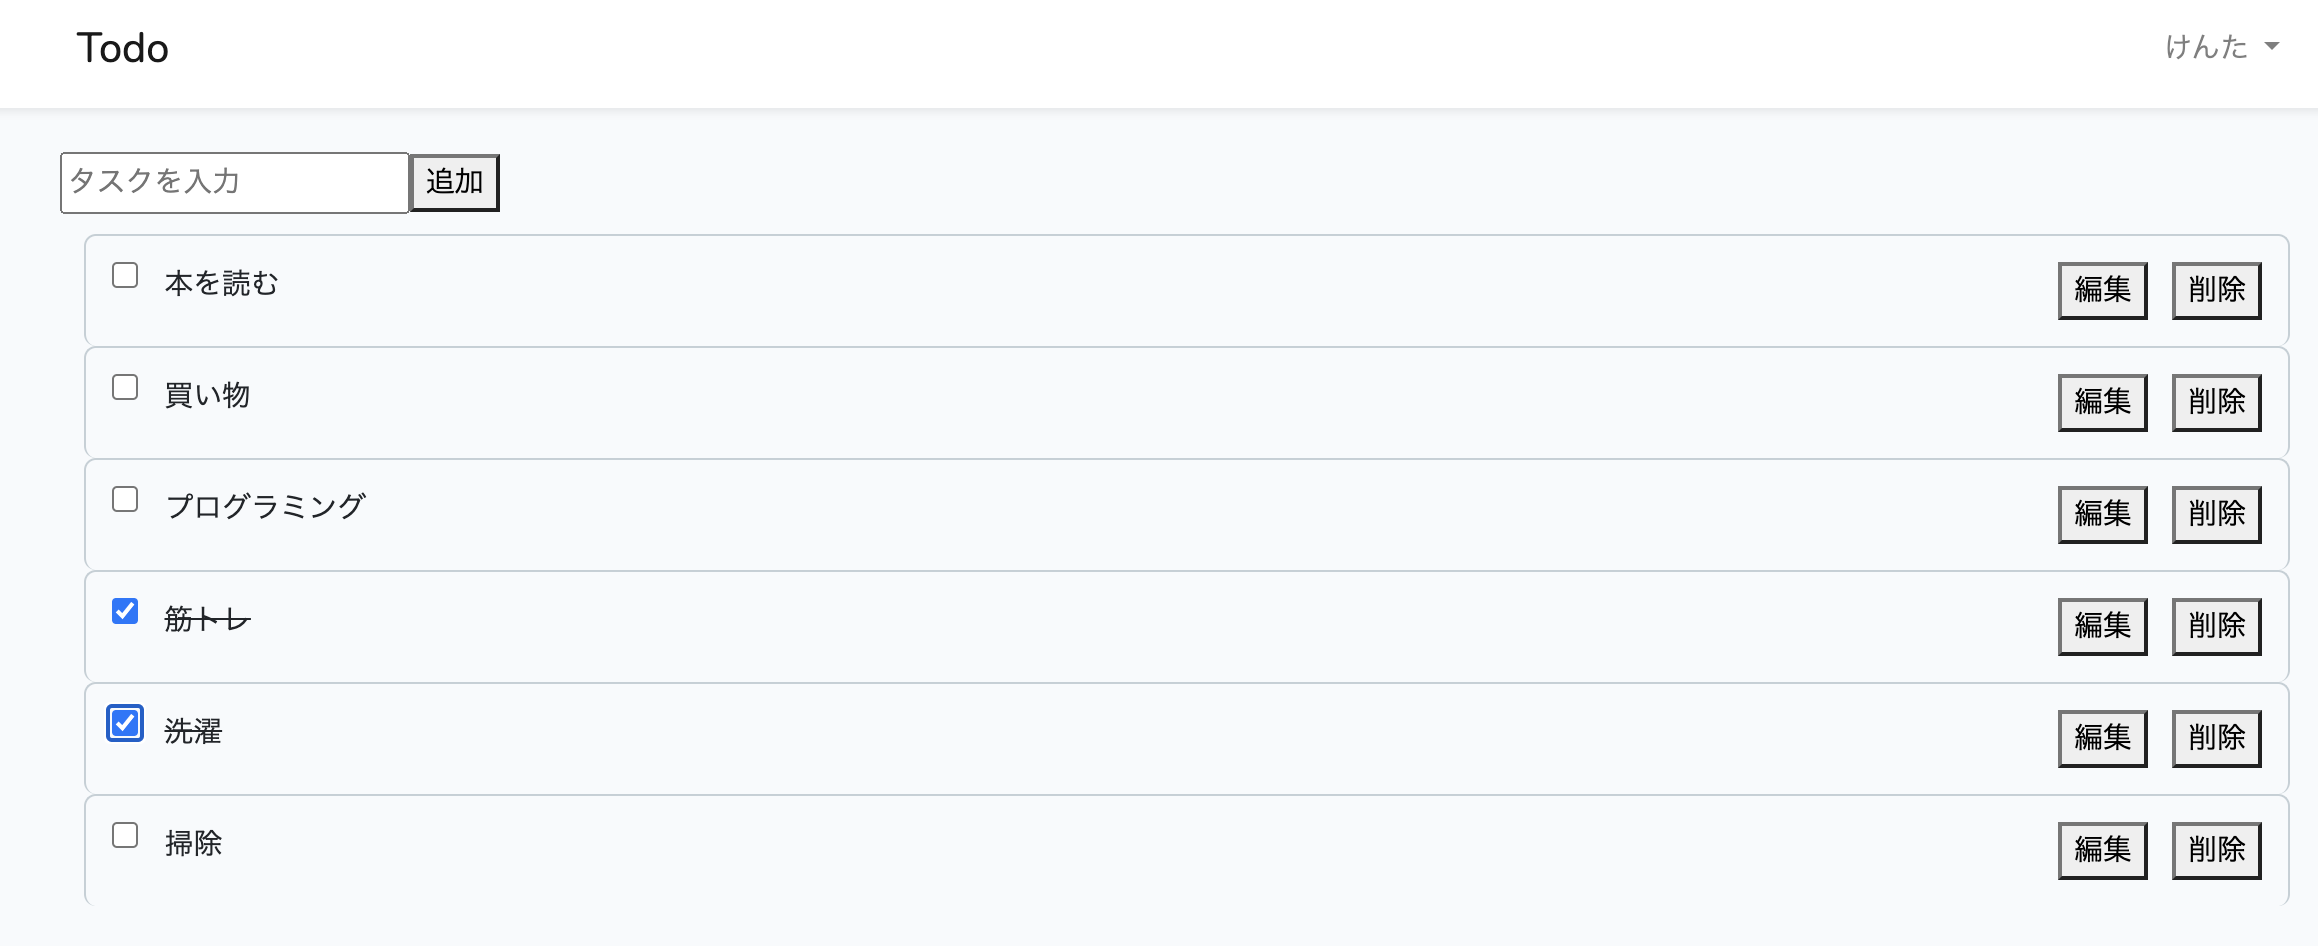 Todo けんた
タスクを入力 追加
本を読む 編集 削除
買い物 編集 削除
プログラミング 編集 削除
筋トレ 編集 削除
洗濯 編集 削除
掃除 編集 削除